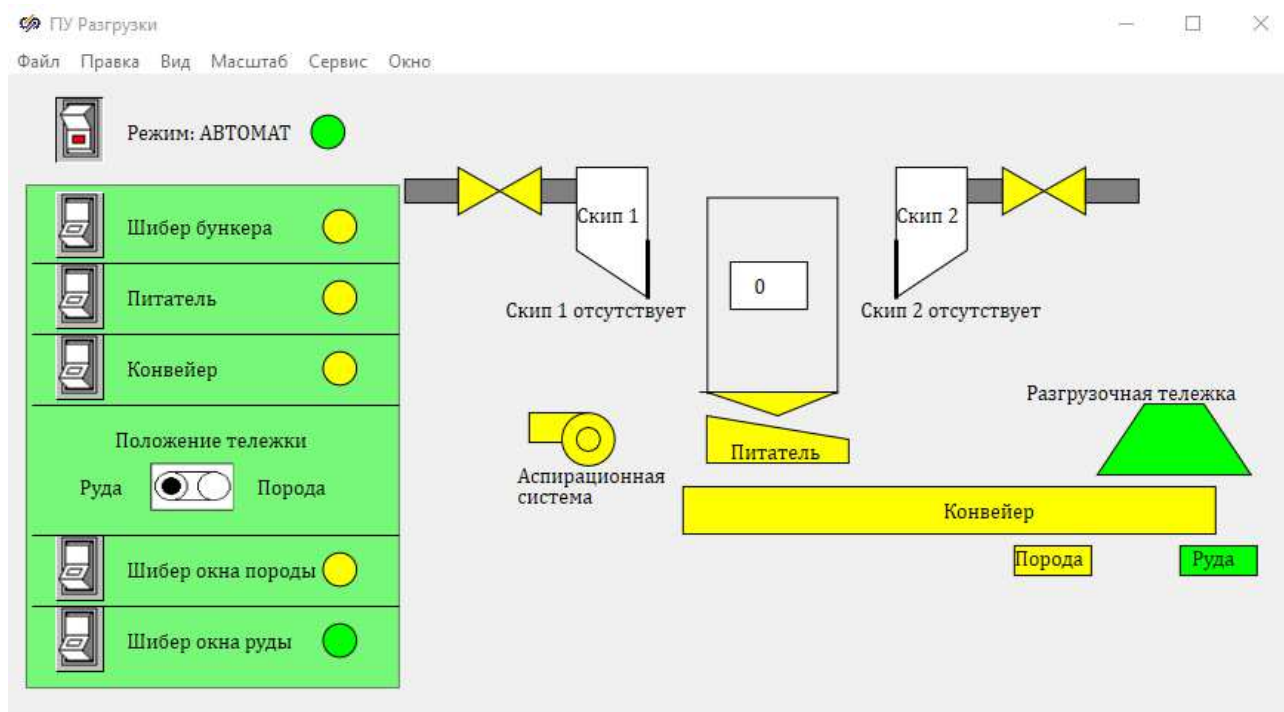 ПУ Разгрузки
Файл Правка Вид Масштаб Сервис Окно
Режим: АВТОМАТ
Шибер бункера
Питатель
Конвейер
Положение тележки
Руда Порода
Шибер окна породы
Шибер окна руды
Скип 1
Скип 2
0
Скип 1 отсутствует
Скип 2 отсутствует
Разгрузочная тележка
Питатель
Аспирационная
система
Конвейер
Порода
Руда